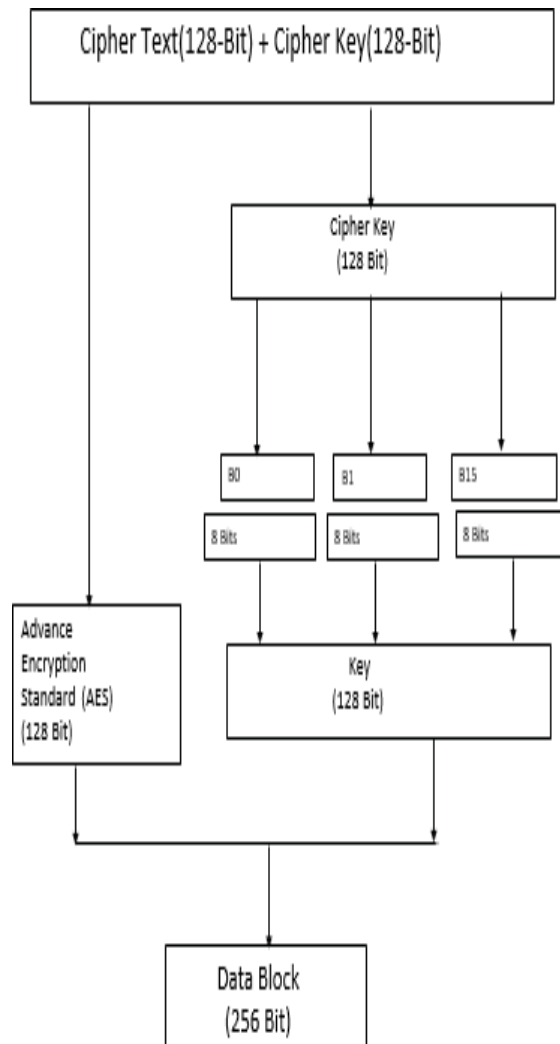 Cipher Text(128-Bit) + Cipher Key(128-Bit)
Cipher Key
(128 Bit)
B0
B1
B15
8 Bits
8 Bits
8 Bits
Advance
Encryption
Standard (AES)
(128 Bit)
Key
(128 Bit)
Data Block
(256 Bit)